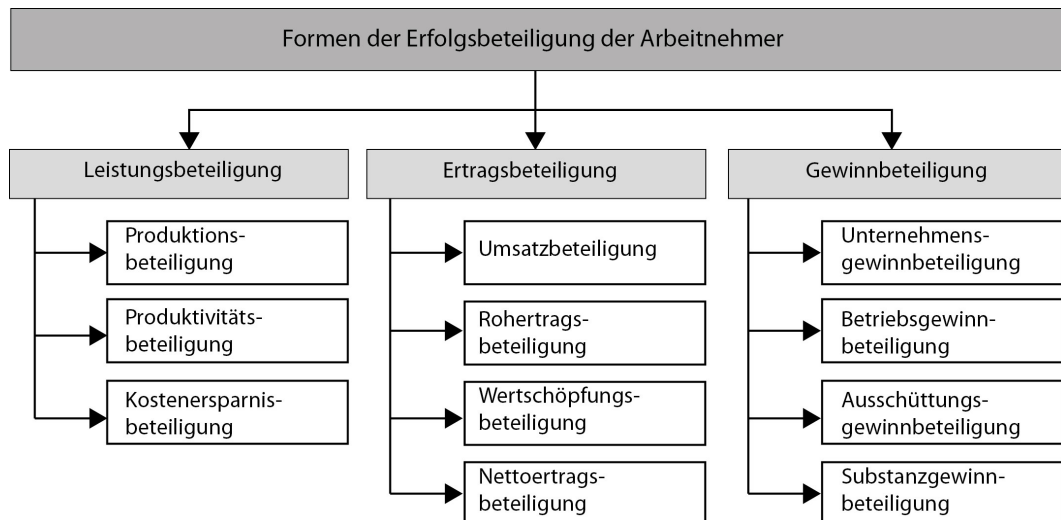 Formen der Erfolgsbeteiligung der Arbeitnehmer
Leistungsbeteiligung
Produktions-
beteiligung
Produktivitäts-
beteiligung
Kostenersparnis-
beteiligung
Ertragsbeteiligung
Umsatzbeteiligung
Rohertrags-
beteiligung
Wertschöpfungs-
beteiligung
Nettoertrags-
beteiligung
Gewinnbeteiligung
Unternehmens-
gewinnbeteiligung
Betriebsgewinn-
beteiligung
Ausschüttungs-
gewinnbeteiligung
Substanzgewinn-
beteiligung